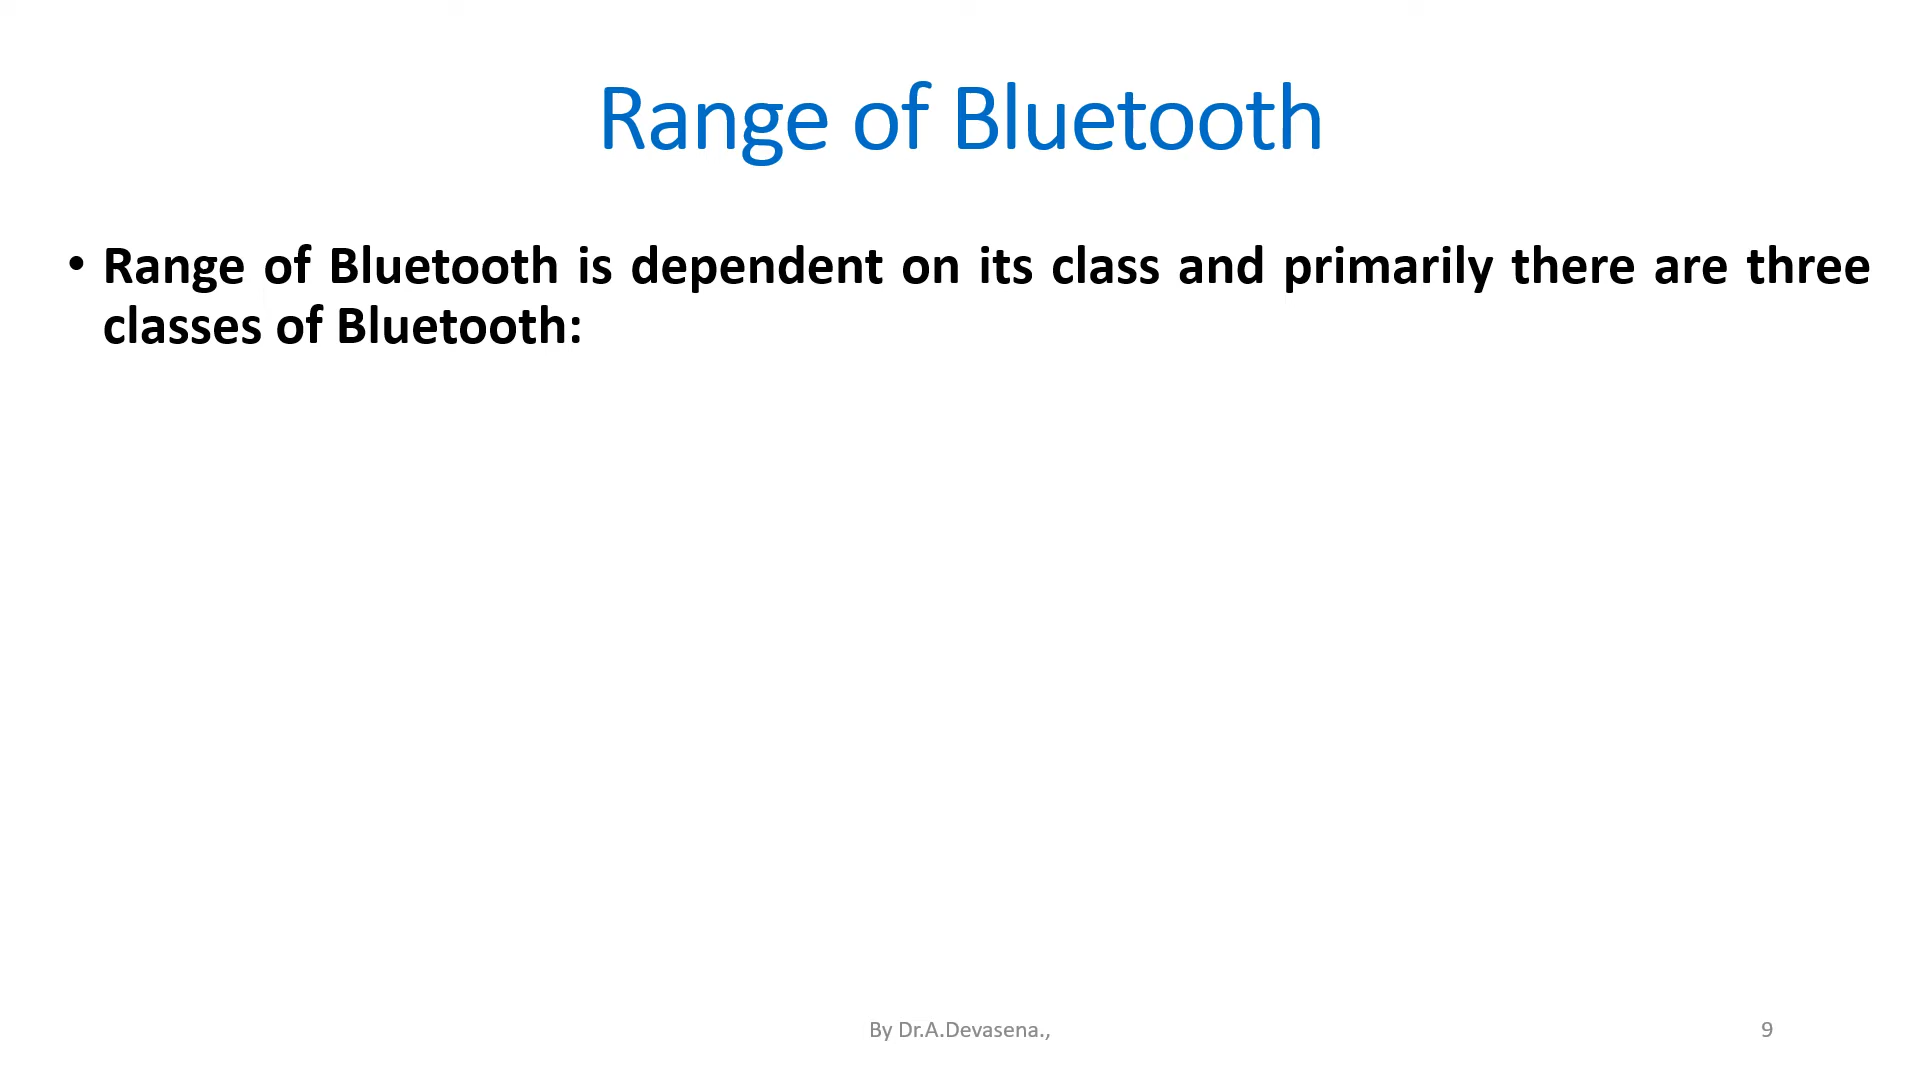 Range of Bluetooth
• Range of Bluetooth is dependent on its class and primarily there are three
classes of Bluetooth:
By Dr.A.Devasena.,
9